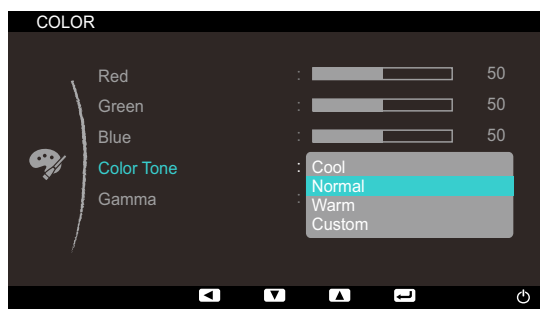 COLOR
Red : 50
Green : 50
Blue : 50
Color Tone : Cool
Normal
Warm
Custom
Gamma :